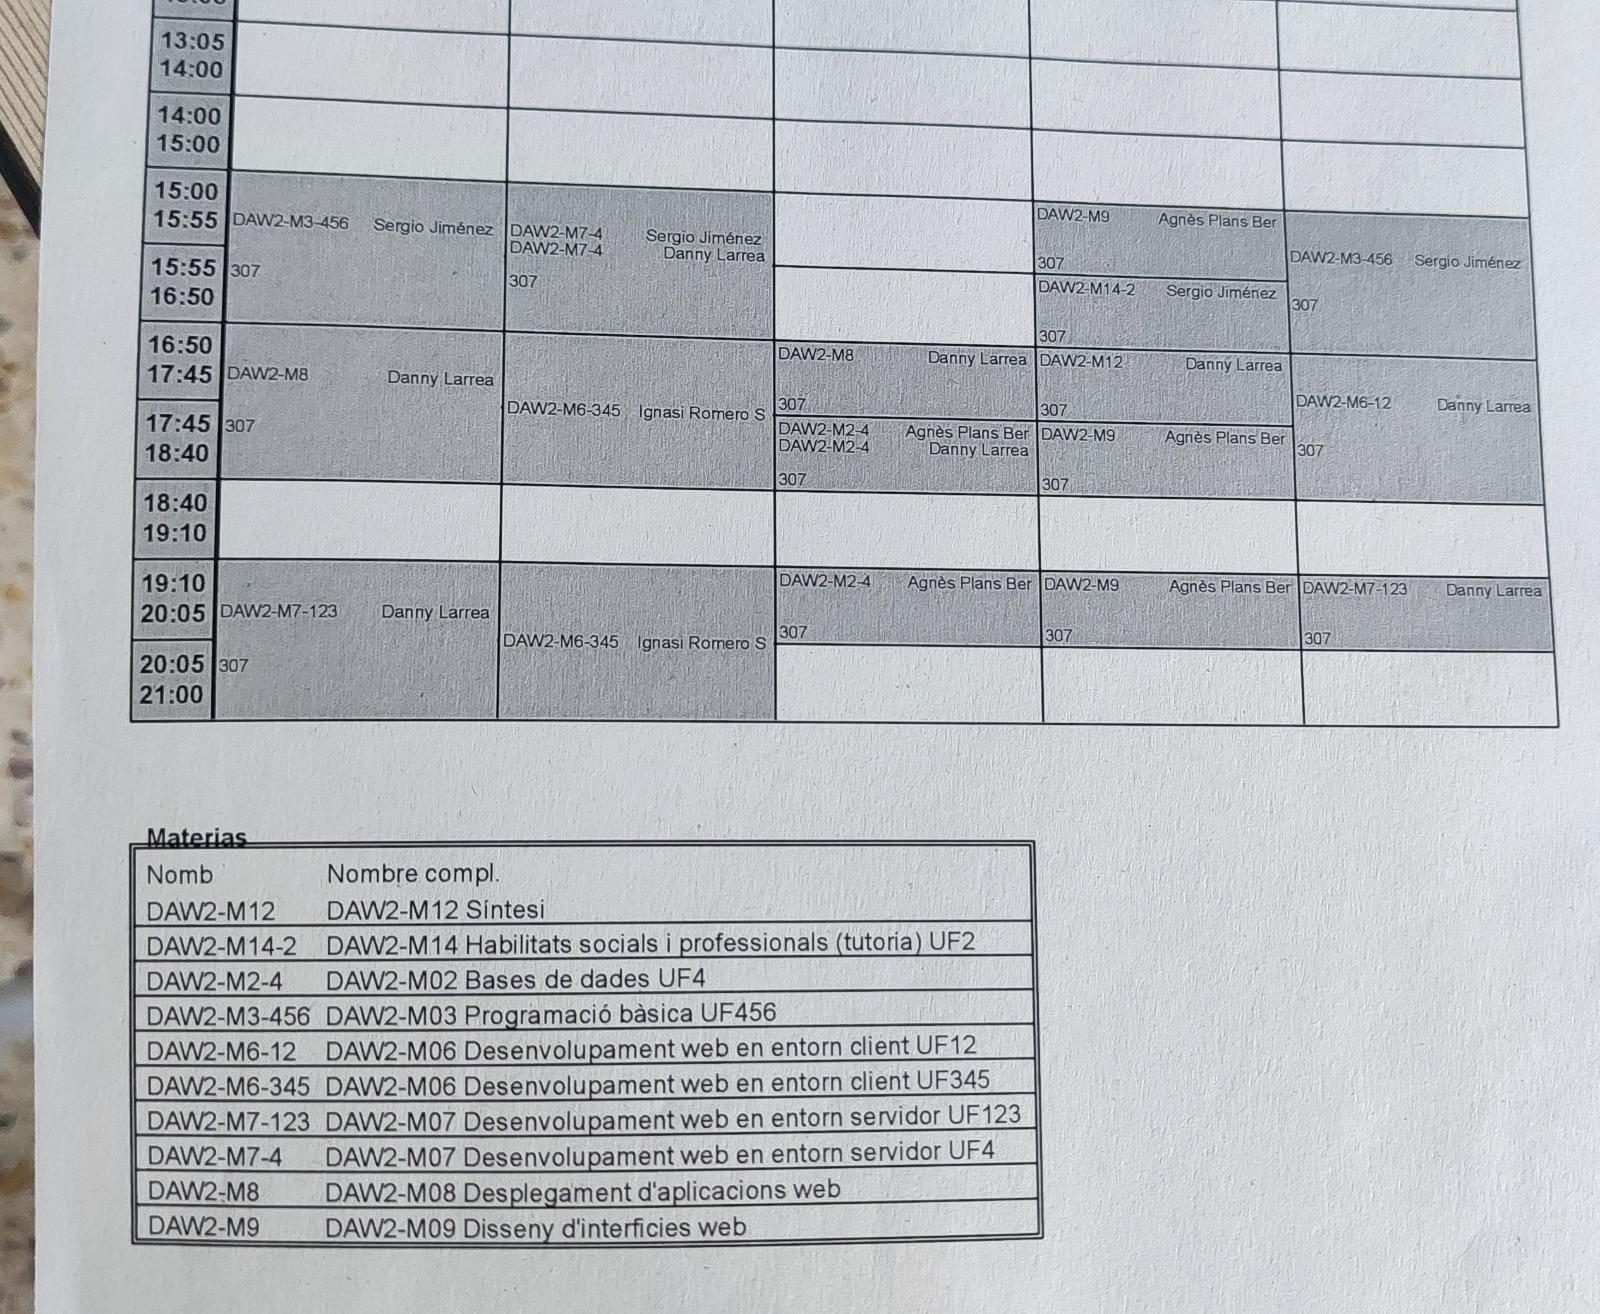 13:05
14:00
14:00
15:00
15:00
15:55
DAW2-M3-456 Sergio Jiménez
307
DAW2-M7-4 Sergio Jiménez
DAW2-M7-4 Danny Larrea
307
DAW2-M9 Agnès Plans Ber
307
DAW2-M3-456 Sergio Jiménez
307
15:55
16:50
DAW2-M14-2 Sergio Jiménez
307
16:50
17:45
DAW2-M8 Danny Larrea
307
DAW2-M6-345 Ignasi Romero S
DAW2-M8 Danny Larrea
307
DAW2-M12 Danny Larrea
307
DAW2-M6-12 Danny Larrea
307
17:45
18:40
DAW2-M2-4 Agnès Plans Ber
DAW2-M2-4 Danny Larrea
307
DAW2-M9 Agnès Plans Ber
307
18:40
19:10
19:10
20:05
DAW2-M7-123 Danny Larrea
307
DAW2-M6-345 Ignasi Romero S
DAW2-M2-4 Agnès Plans Ber
307
DAW2-M9 Agnès Plans Ber
307
DAW2-M7-123 Danny Larrea
307
20:05
21:00
Materias
Nomb Nombre compl.
DAW2-M12 DAW2-M12 Síntesi
DAW2-M14-2 DAW2-M14 Habilitats socials i professionals (tutoria) UF2
DAW2-M2-4 DAW2-M02 Bases de dades UF4
DAW2-M3-456 DAW2-M03 Programació bàsica UF456
DAW2-M6-12 DAW2-M06 Desenvolupament web en entorn client UF12
DAW2-M6-345 DAW2-M06 Desenvolupament web en entorn client UF345
DAW2-M7-123 DAW2-M07 Desenvolupament web en entorn servidor UF123
DAW2-M7-4 DAW2-M07 Desenvolupament web en entorn servidor UF4
DAW2-M8 DAW2-M08 Desplegament d'aplicacions web
DAW2-M9 DAW2-M09 Disseny d'interfícies web